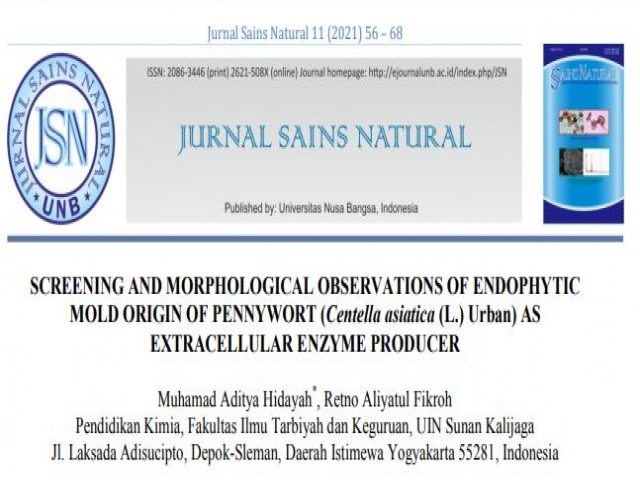 Jurnal Sains Natural 11 (2021) 56 – 68
ISSN: 2086-3446 (print) 2621-508X (online) Journal homepage: http://ejournalunb.ac.id/index.php/JSN
JURNAL SAINS NATURAL
JSN
UNB
SAINS NATURAL
JURNAL SAINS NATURAL
Published by: Universitas Nusa Bangsa, Indonesia
SCREENING AND MORPHOLOGICAL OBSERVATIONS OF ENDOPHYTIC
MOLD ORIGIN OF PENNYWORT (Centella asiatica (L.) Urban) AS
EXTRACELLULAR ENZYME PRODUCER
Muhamad Aditya Hidayah*, Retno Aliyatul Fikroh
Pendidikan Kimia, Fakultas Ilmu Tarbiyah dan Keguruan, UIN Sunan Kalijaga
Jl. Laksada Adisucipto, Depok-Sleman, Daerah Istimewa Yogyakarta 55281, Indonesia